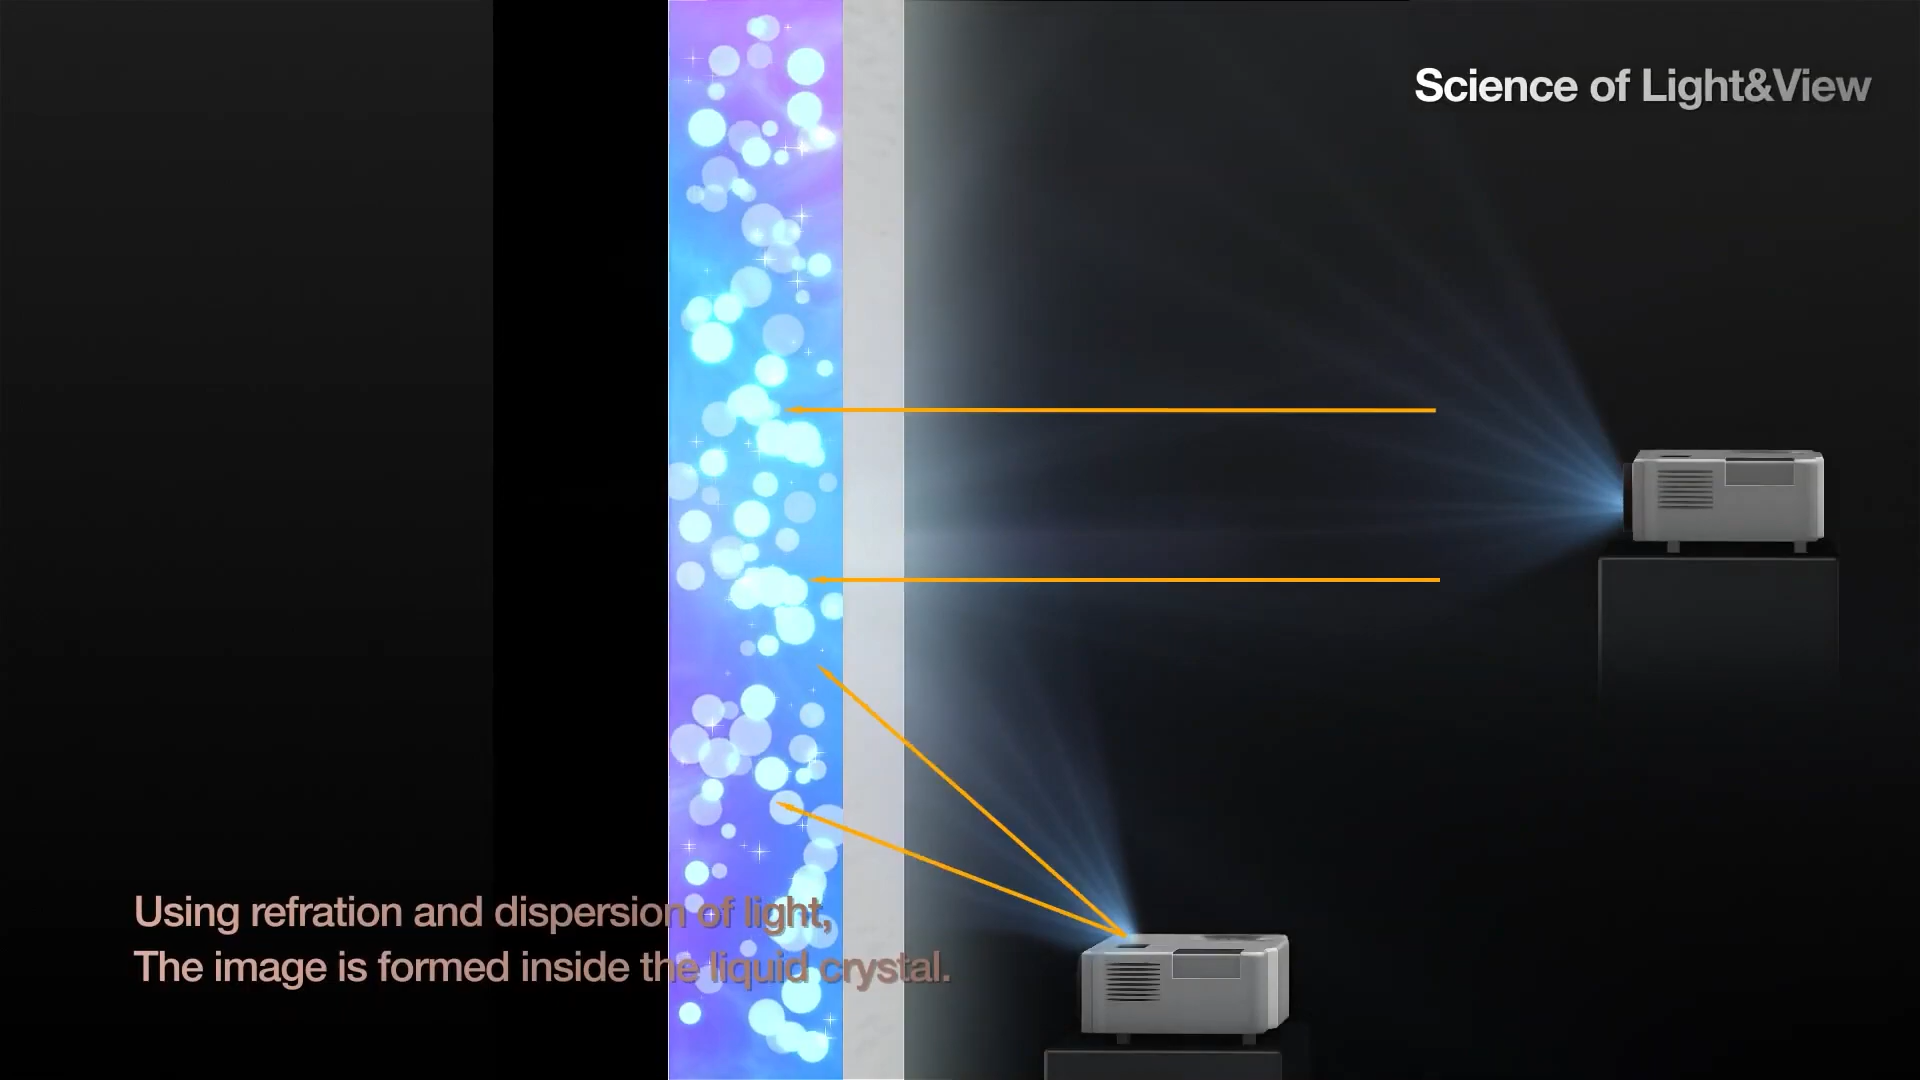 Science of Light&View
Using refration and dispersion of light,
The image is formed inside the liquid crystal.